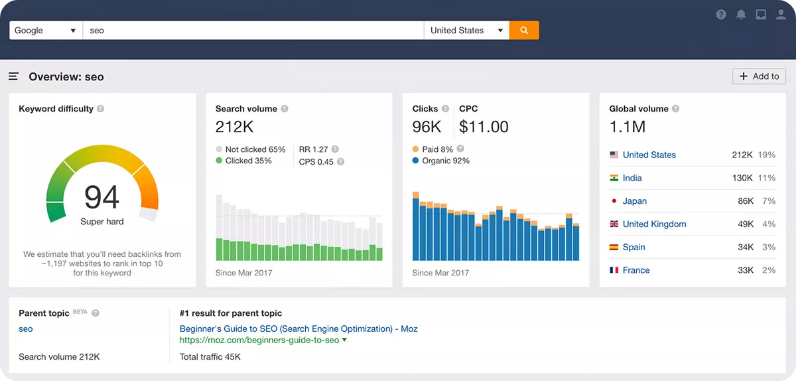 Google
seo
United States
Overview: seo
+ Add to
Keyword difficulty
94
Super hard
We estimate that you'll need backlinks from
~1,197 websites to rank in top 10
for this keyword
Search volume
212K
Not clicked 65%
Clicked 35%
RR 1.27
CPS 0.45
Since Mar 2017
Clicks
96K
CPC
$11.00
Paid 8%
Organic 92%
Since Mar 2017
Global volume
1.1M
United States 212K 19%
India 130K 11%
Japan 86K 7%
United Kingdom 49K 4%
Spain 34K 3%
France 33K 2%
Parent topic BETA
seo
Search volume 212K
#1 result for parent topic
Beginner's Guide to SEO (Search Engine Optimization) - Moz
https://moz.com/beginners-guide-to-seo
Total traffic 45K